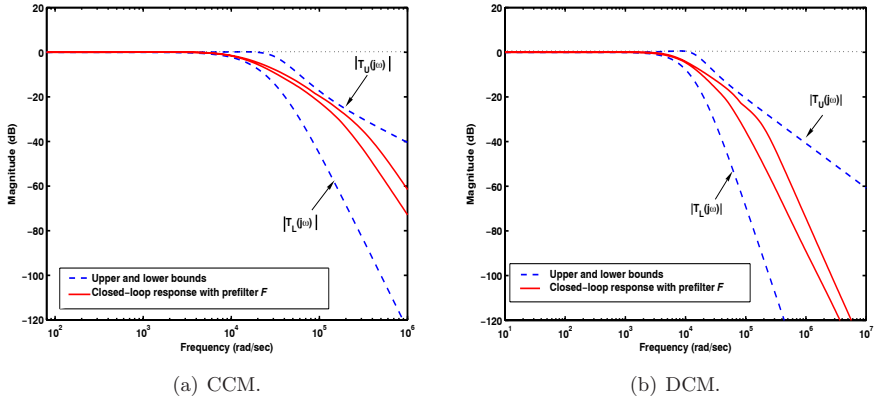 20
0
−20
−40
−60
−80
−100
−120
Magnitude (dB)
|T_U(jω)|
|T_L(jω)|
Upper and lower bounds
Closed−loop response with prefilter F
10^2
10^3
10^4
10^5
10^6
Frequency (rad/sec)
(a) CCM.
20
0
−20
−40
−60
−80
−100
−120
Magnitude (dB)
|T_U(jω)|
|T_L(jω)|
Upper and lower bounds
Closed−loop response with prefilter F
10^1
10^2
10^3
10^4
10^5
10^6
10^7
Frequency (rad/sec)
(b) DCM.